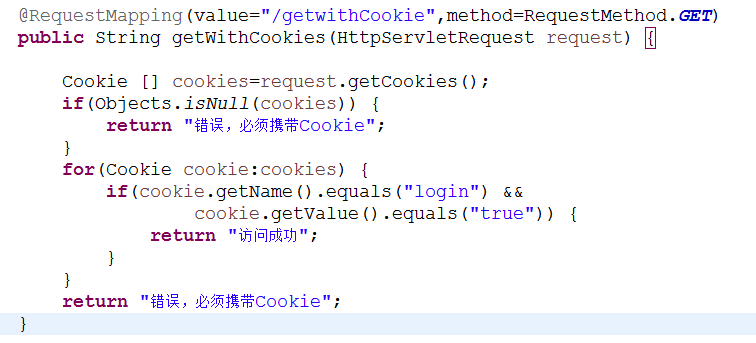 @RequestMapping(value="/getwithCookie",method=RequestMethod.GET)
public String getWithCookies(HttpServletRequest request) {
Cookie [] cookies=request.getCookies();
if(Objects.isNull(cookies)) {
return "错误，必须携带Cookie";
}
for(Cookie cookie:cookies) {
if(cookie.getName().equals("login") &&
cookie.getValue().equals("true")) {
return "访问成功";
}
}
return "错误，必须携带Cookie";
}